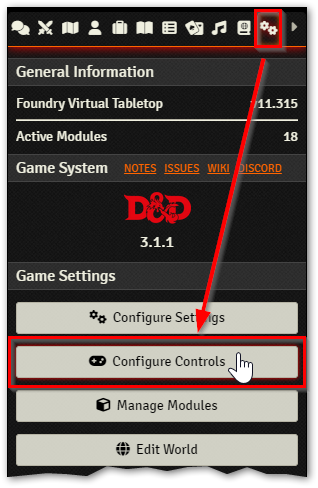 General Information
Foundry Virtual Tabletop 11.315
Active Modules 18
Game System NOTES ISSUES WIKI DISCORD
D&D
3.1.1
Game Settings
Configure Settings
Configure Controls
Manage Modules
Edit World